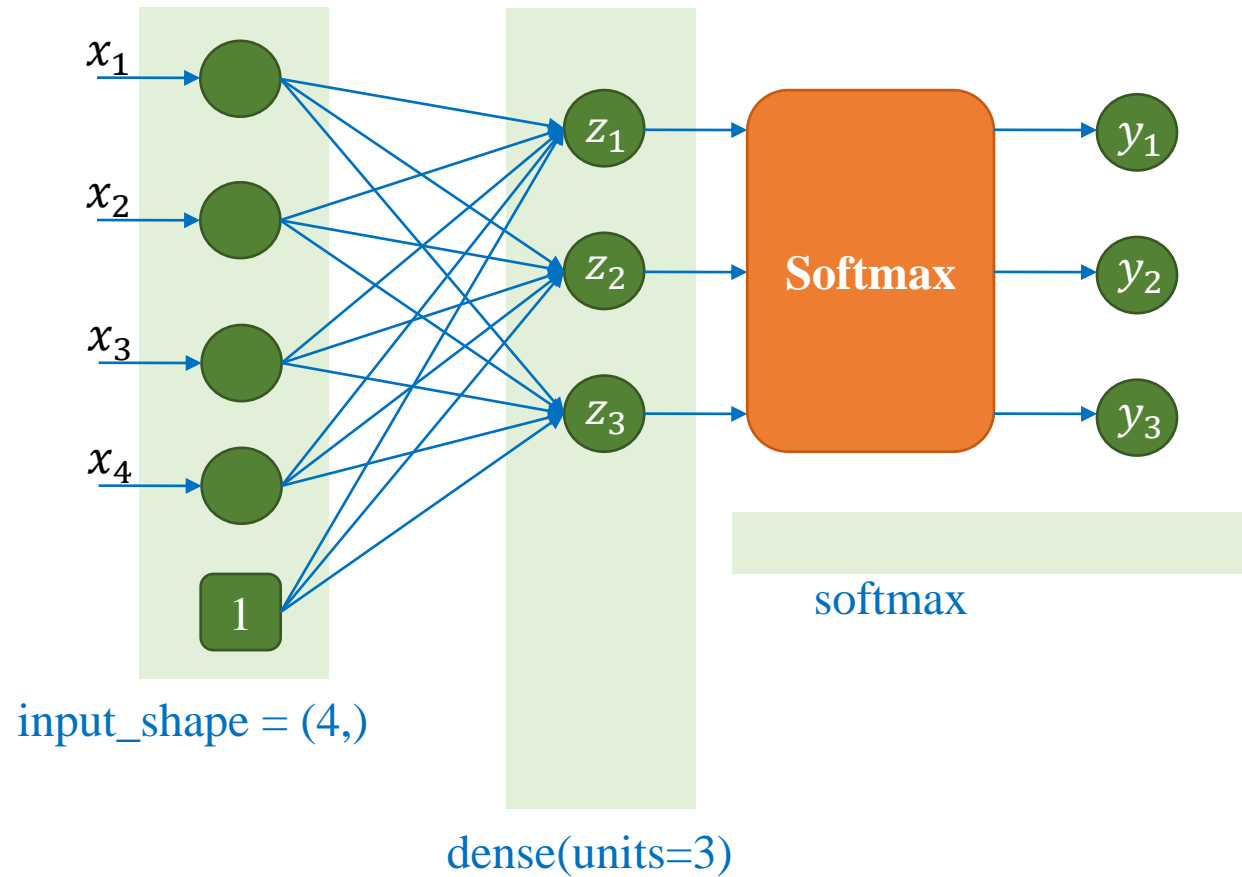 x₁
x₂
x₃
x₄
1
input_shape = (4,)
z₁
z₂
z₃
dense(units=3)
Softmax
softmax
y₁
y₂
y₃